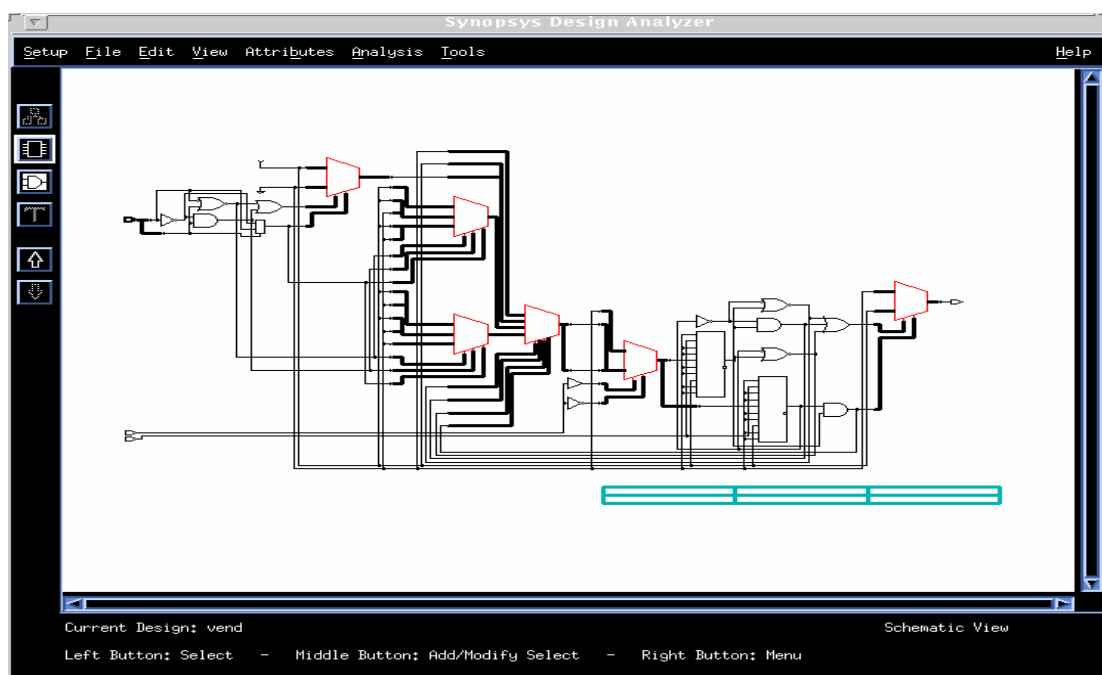 Synopsys Design Analyzer
Setup File Edit View Attributes Analysis Tools Help
Current Design: vend Schematic View
Left Button: Select - Middle Button: Add/Modify Select - Right Button: Menu